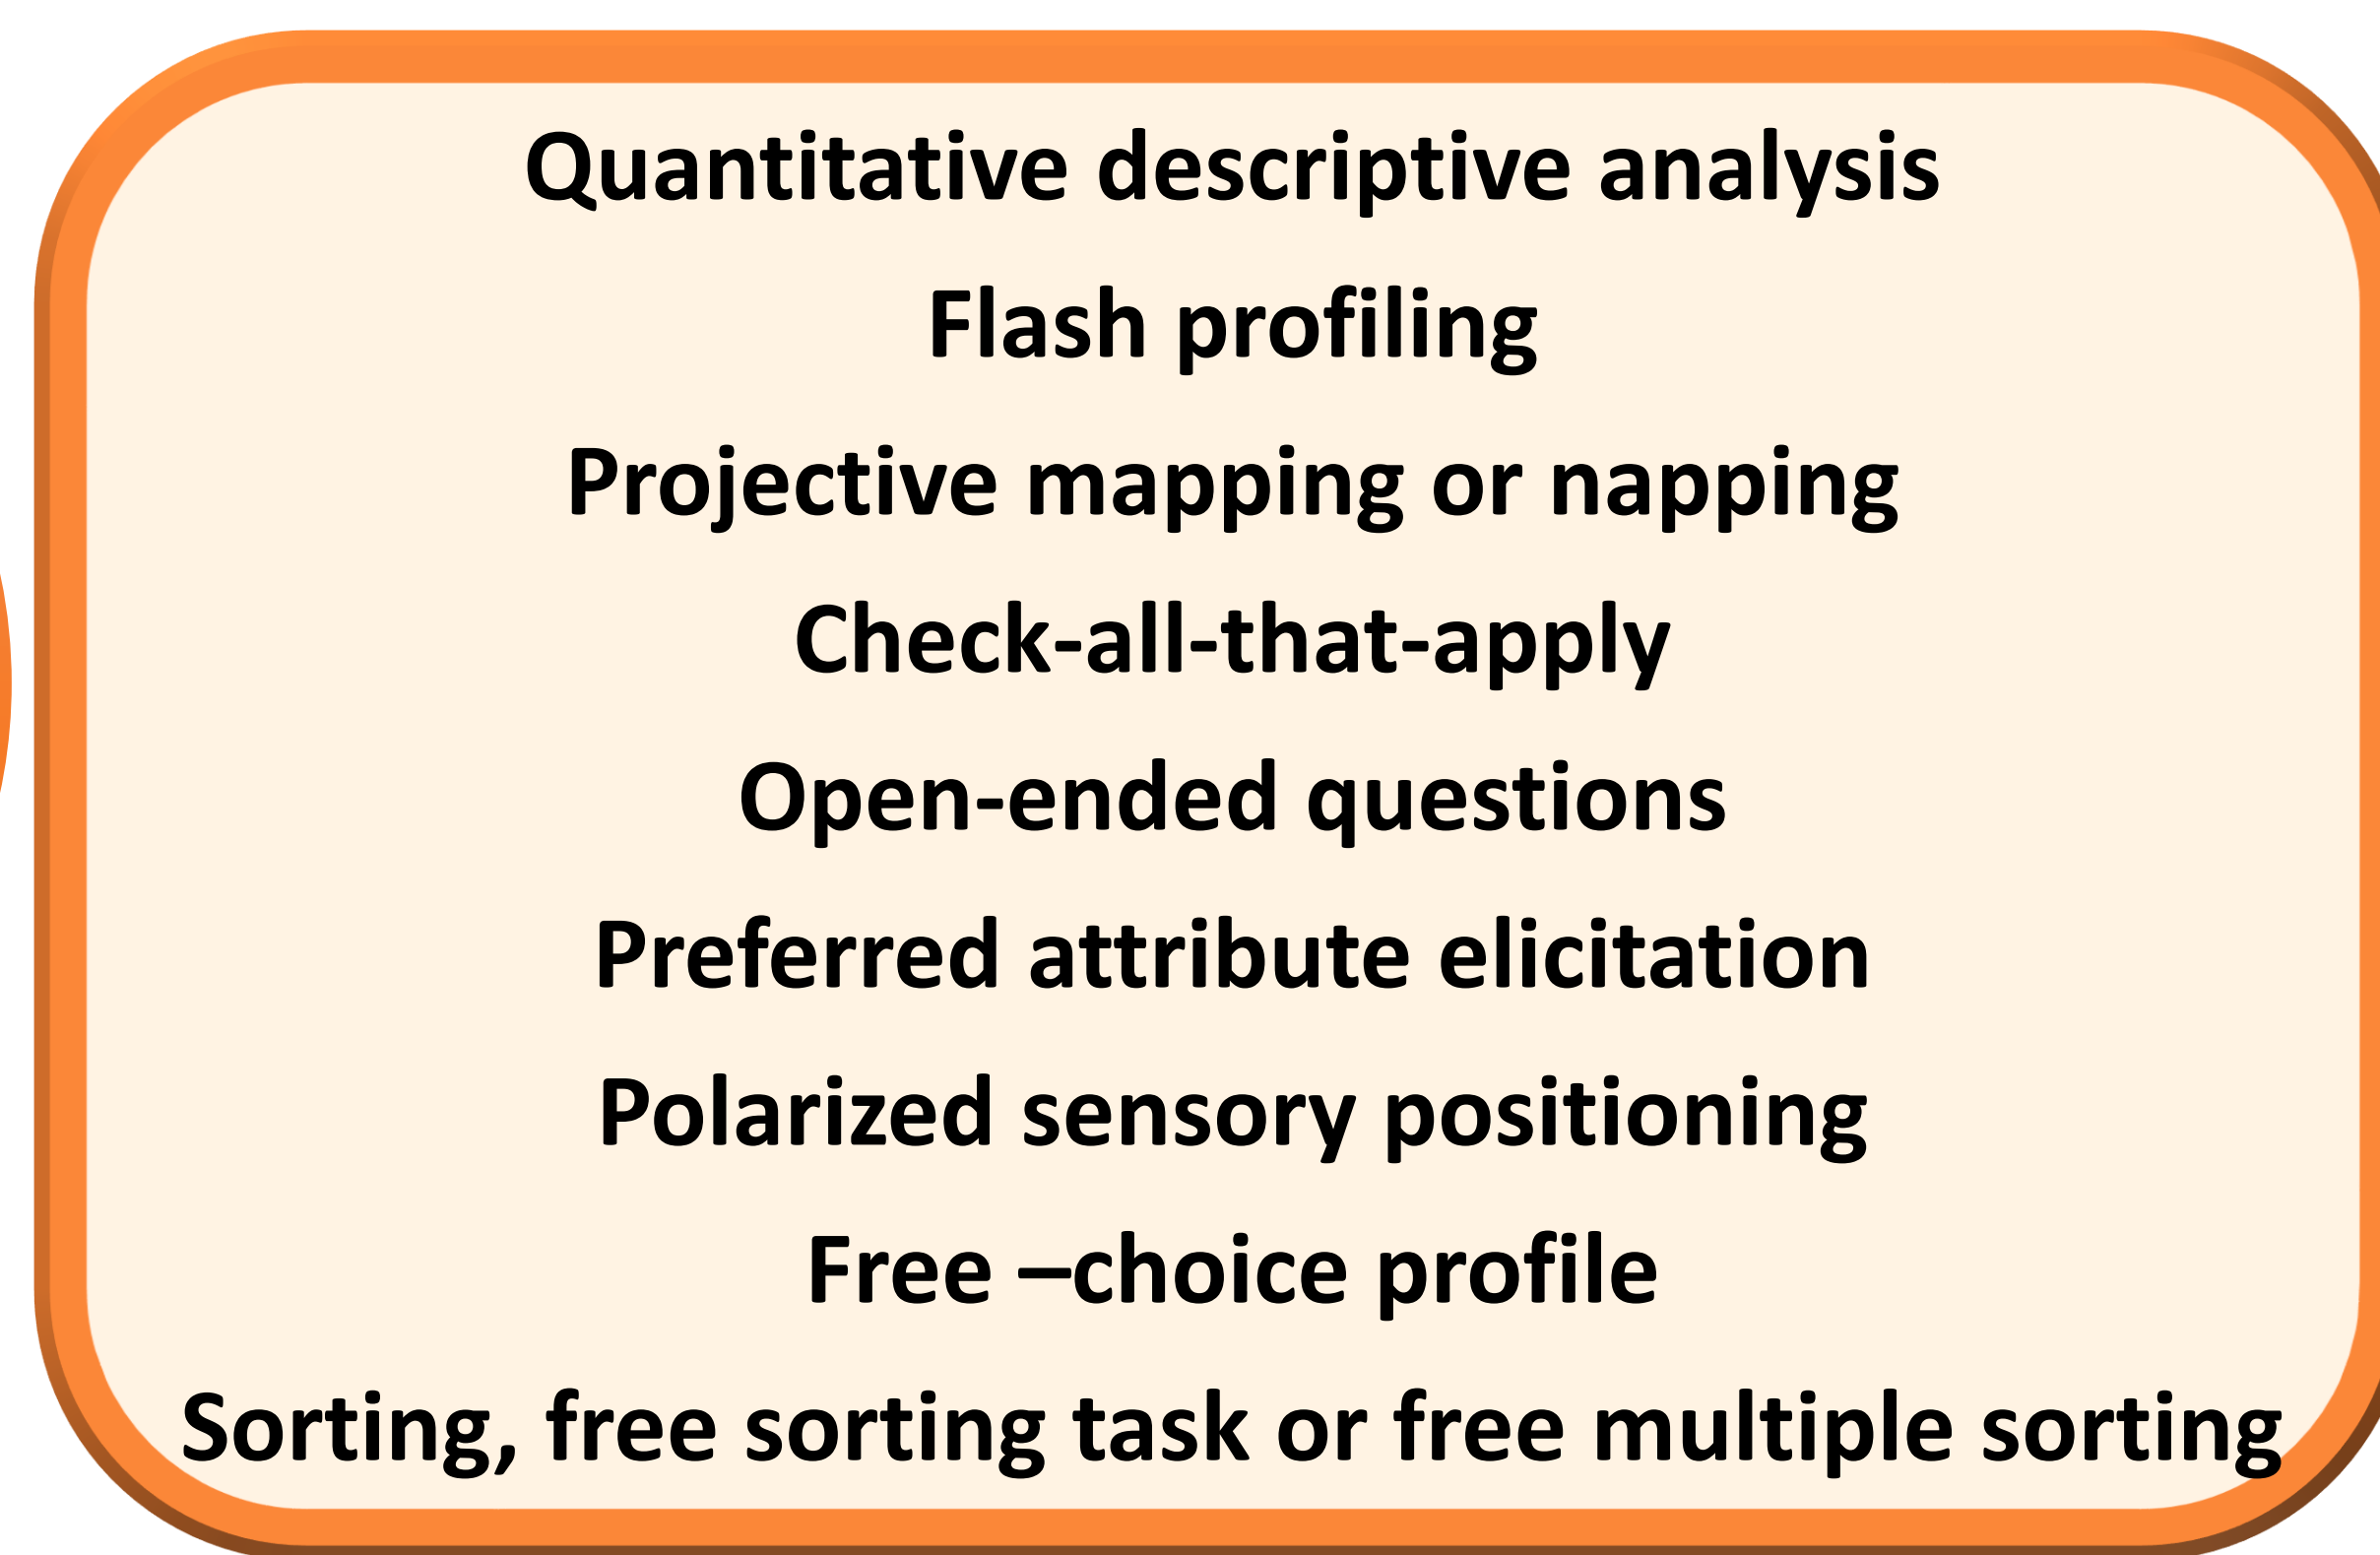 Quantitative descriptive analysis
Flash profiling
Projective mapping or napping
Check-all-that-apply
Open-ended questions
Preferred attribute elicitation
Polarized sensory positioning
Free –choice profile
Sorting, free sorting task or free multiple sorting